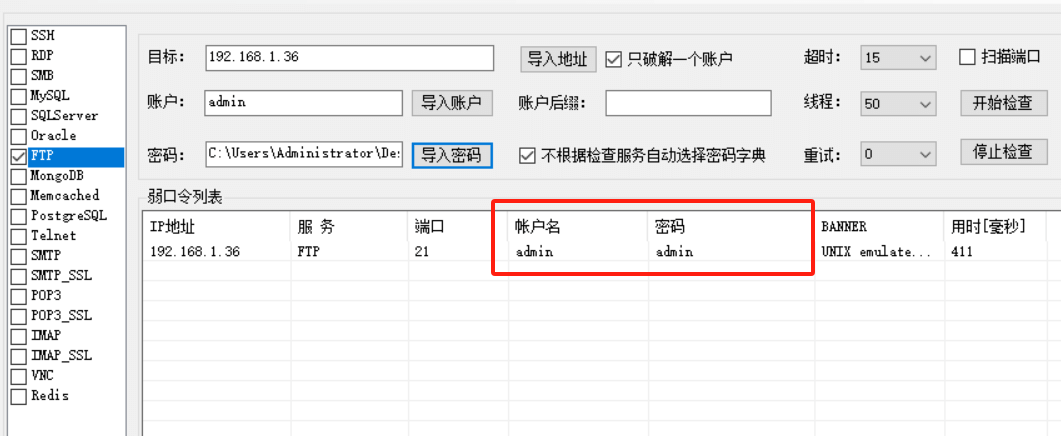 SSH
RDP
SMB
MySQL
SQLServer
Oracle
FTP
MongoDB
Memcached
PostgreSQL
Telnet
SMTP
SMTP_SSL
POP3
POP3_SSL
IMAP
IMAP_SSL
VNC
Redis
目标： 192.168.1.36 导入地址 只破解一个账户 超时： 15 扫描端口
账户： admin 导入账户 账户后缀： 线程： 50 开始检查
密码： C:\Users\Administrator\De: 导入密码 不根据检查服务自动选择密码字典 重试： 0 停止检查
弱口令列表
IP地址 服 务 端口 帐户名 密码 BANNER 用时[毫秒]
192.168.1.36 FTP 21 admin admin UNIX emulate... 411